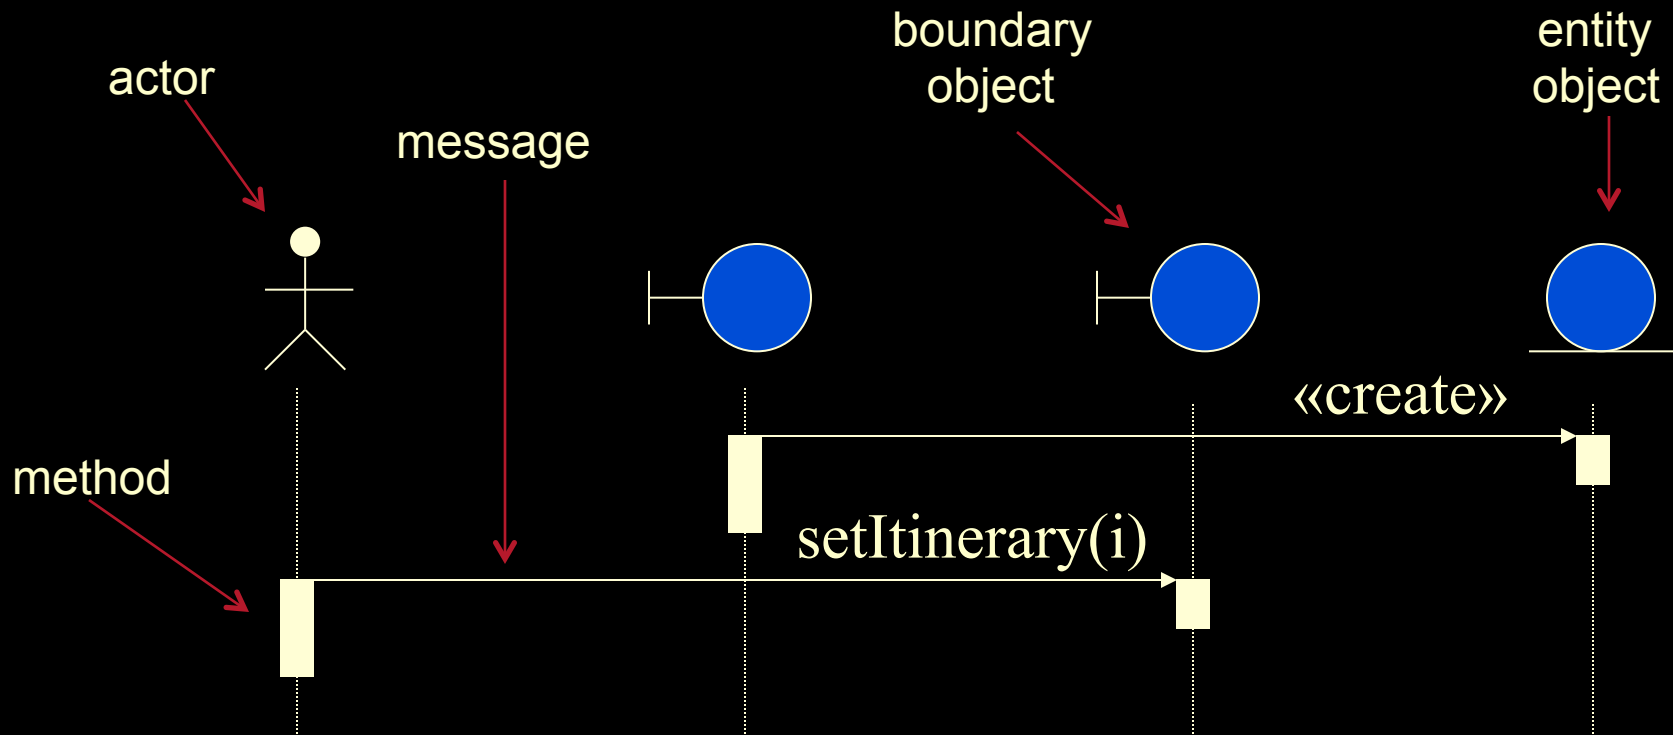 boundary
object
entity
object
actor
message
«create»
method
setItinerary(i)